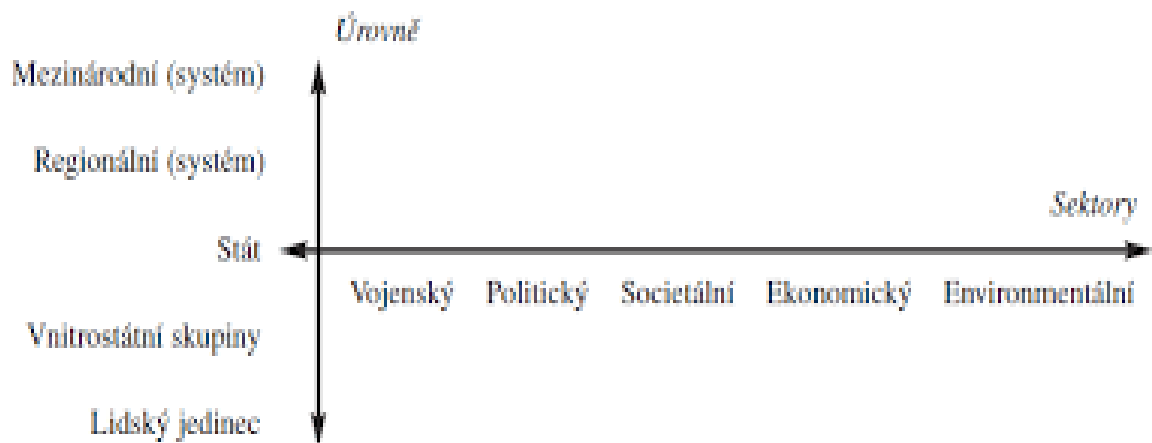 Úrovně
Mezinárodní (systém)
Regionální (systém)
Sektory
Stát
Vojenský Politický Societální Ekonomický Environmentální
Vnitrostátní skupiny
Lidský jedinec